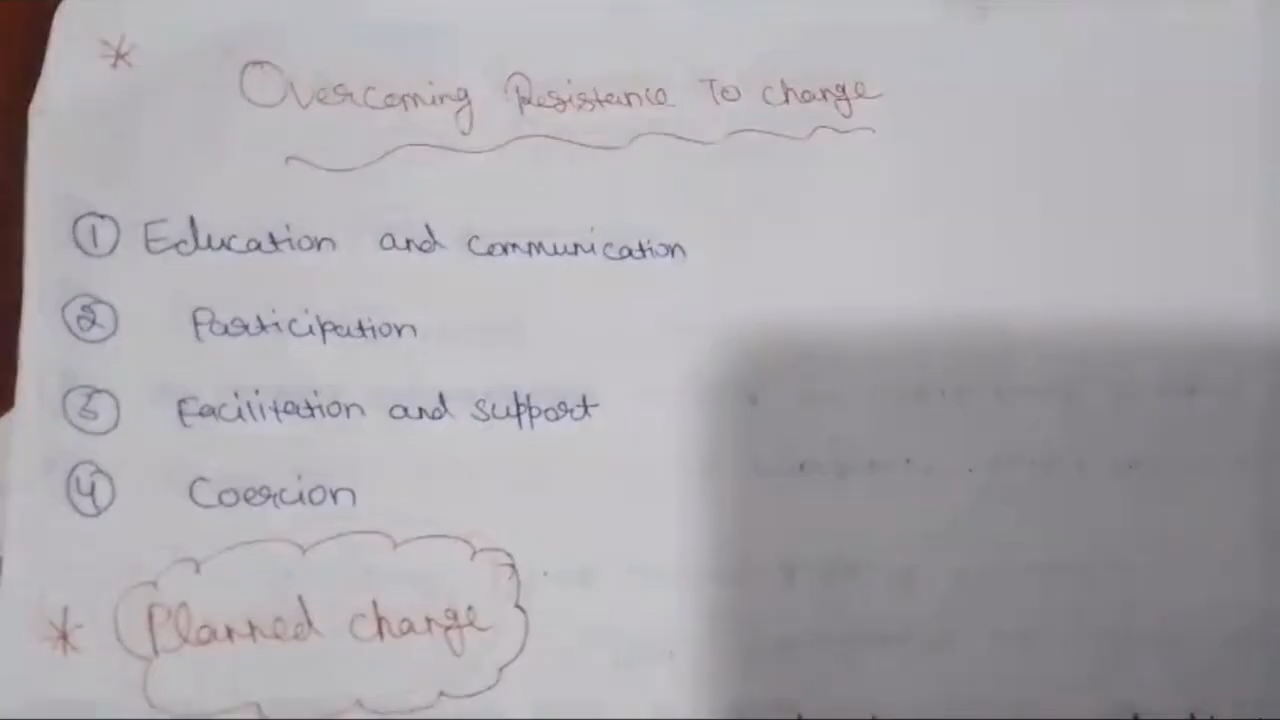 * Overcoming Resistance To change
① Education and communication
② Participation
③ Facilitation and support
④ Coercion
* Planned change